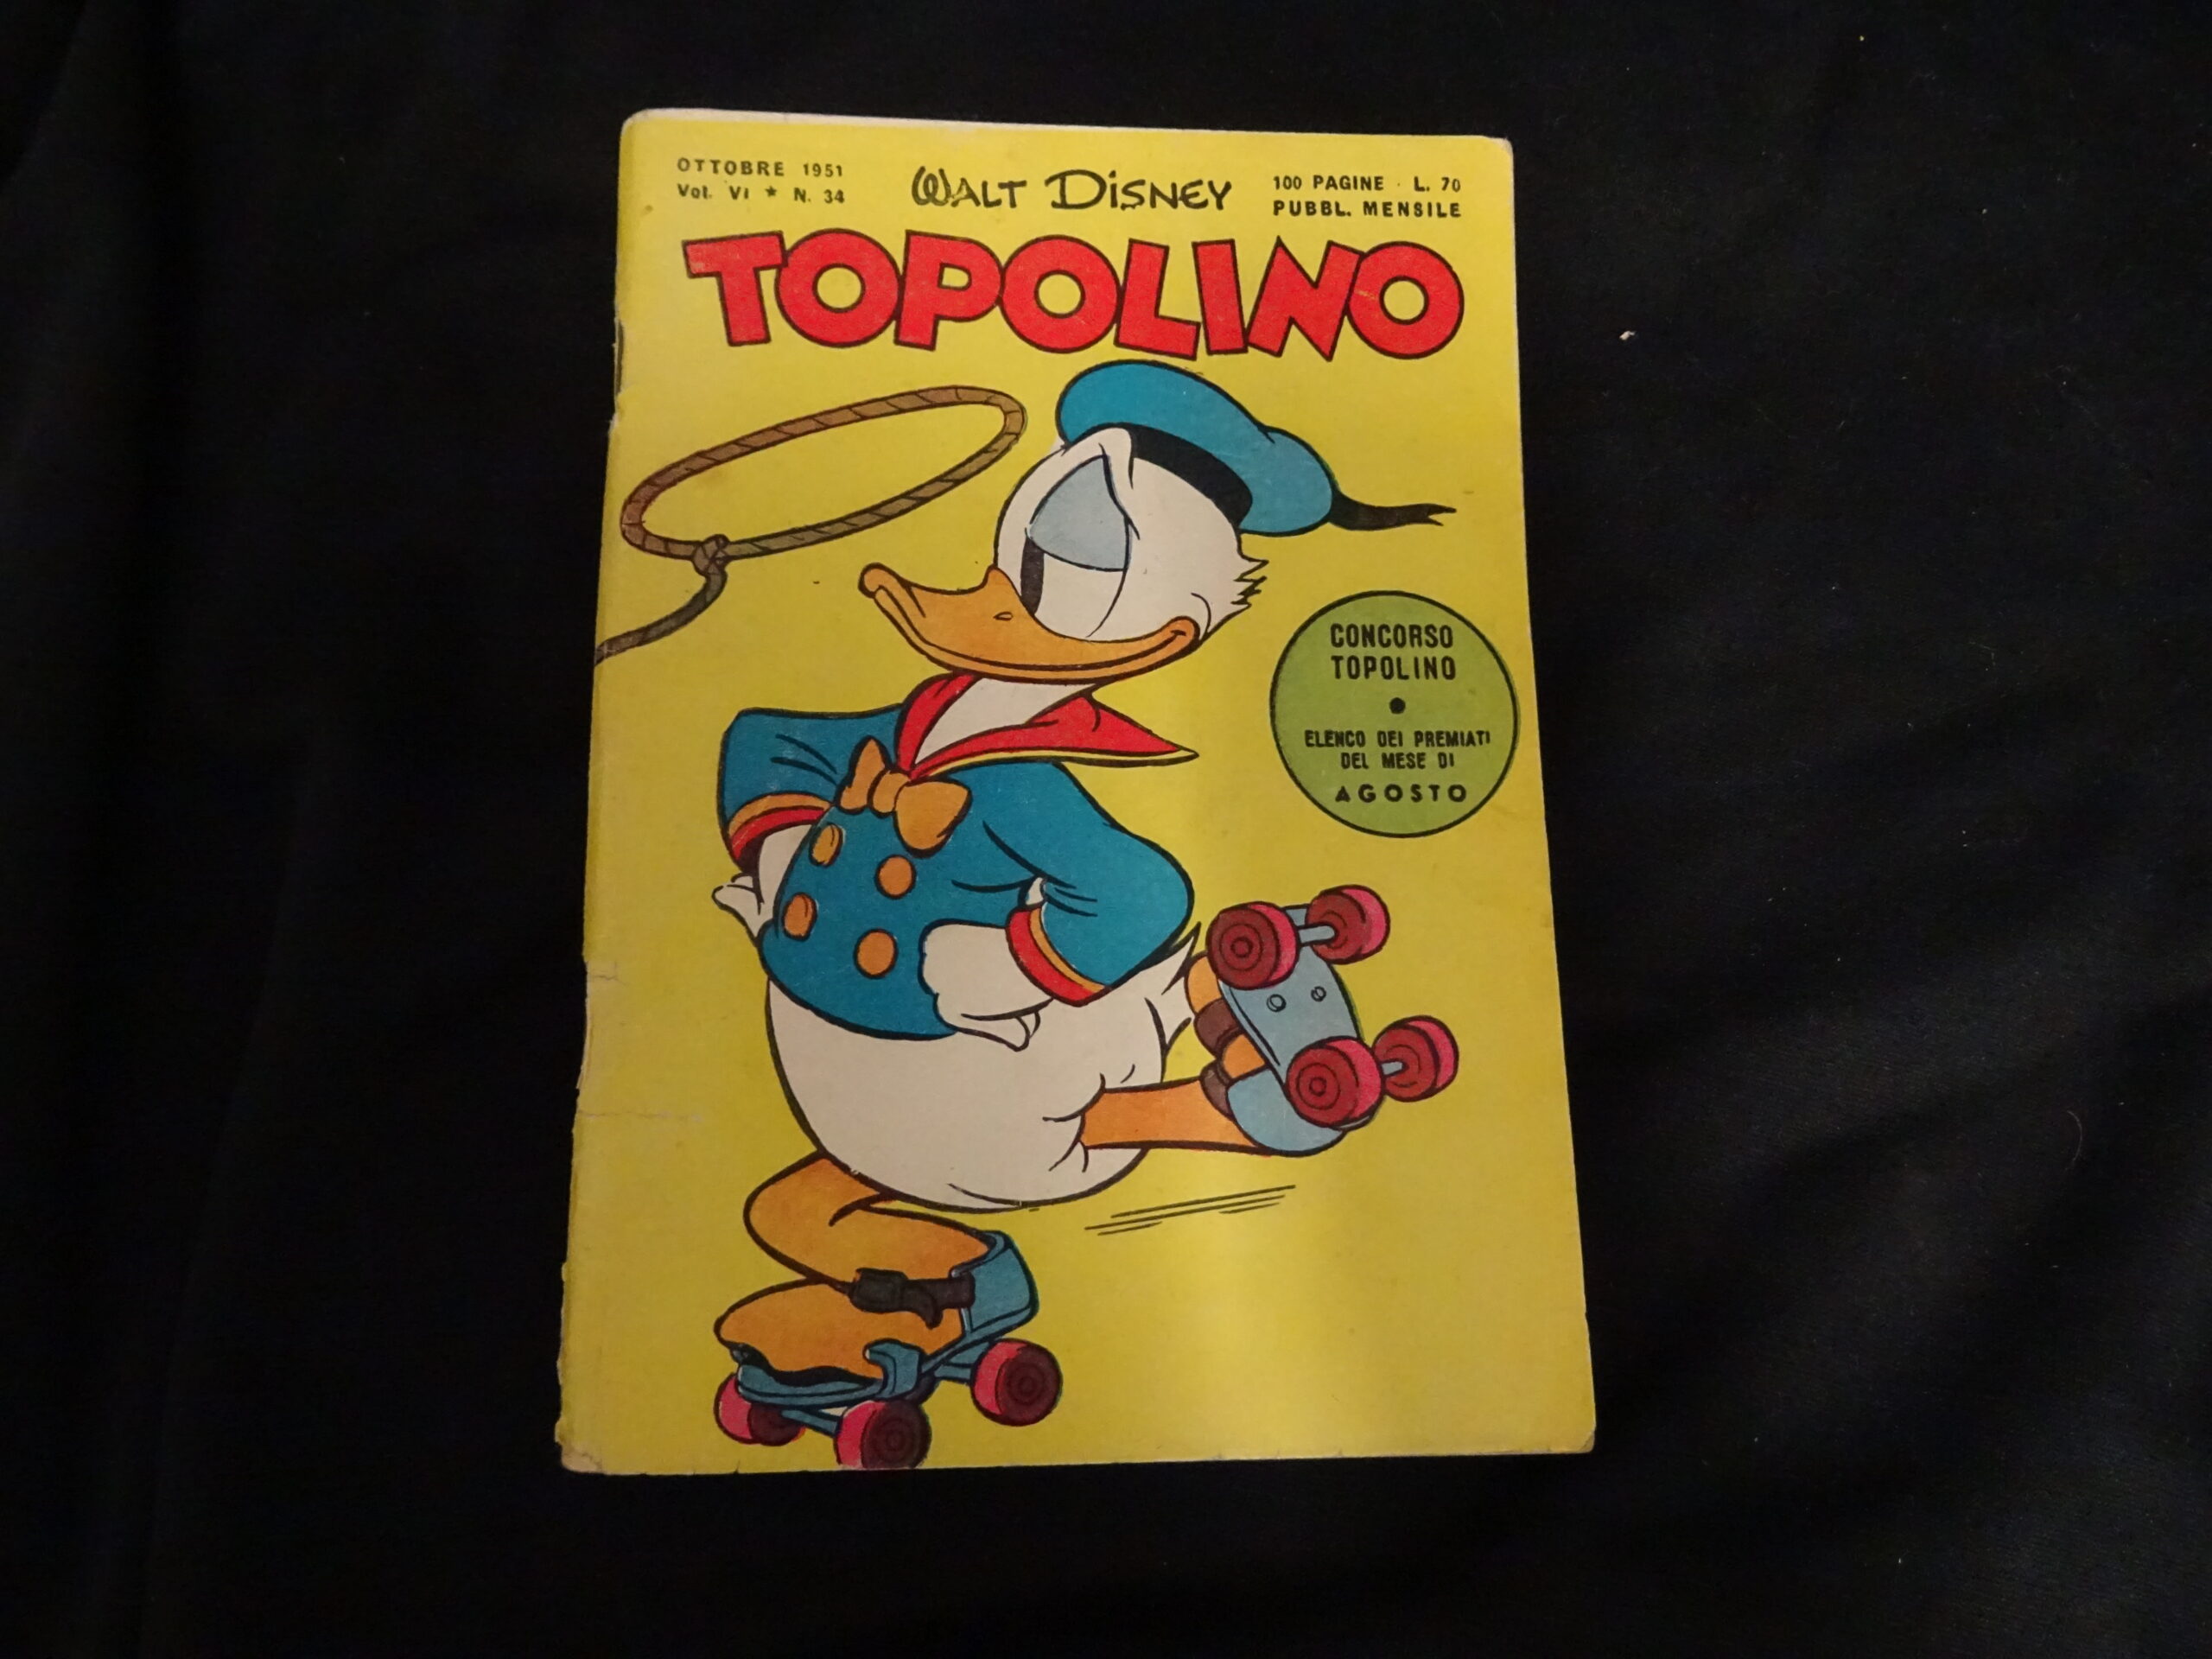 OTTOBRE 1951
Vol. VI ★ N. 34
WALT DISNEY
100 PAGINE · L. 70
PUBBL. MENSILE
TOPOLINO
CONCORSO
TOPOLINO
●
ELENCO DEI PREMIATI
DEL MESE DI
AGOSTO